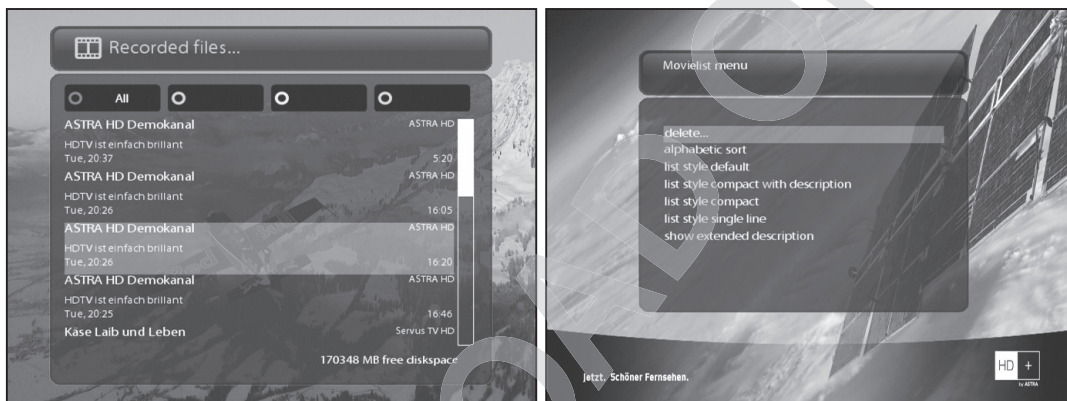 Recorded files...
All
ASTRA HD Demokanal ASTRA HD
HDTV ist einfach brillant
Tue, 20:37 5:20
ASTRA HD Demokanal ASTRA HD
HDTV ist einfach brillant
Tue, 20:26 16:05
ASTRA HD Demokanal ASTRA HD
HDTV ist einfach brillant
Tue, 20:26 16:20
ASTRA HD Demokanal ASTRA HD
HDTV ist einfach brillant
Tue, 20:25 16:46
Käse Laib und Leben Servus TV HD
170348 MB free diskspace
Movielist menu
delete...
alphabetic sort
list style default
list style compact with description
list style compact
list style single line
show extended description
Jetzt. Schöner Fernsehen.
HD +
by ASTRA